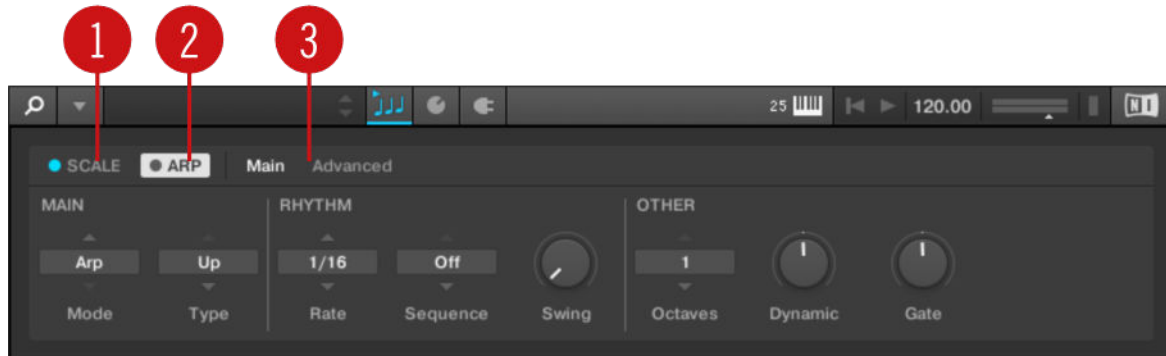 1 2 3
25 120.00 NI
SCALE ARP Main Advanced
MAIN RHYTHM OTHER
Arp Up 1/16 Off 1
Mode Type Rate Sequence Swing Octaves Dynamic Gate